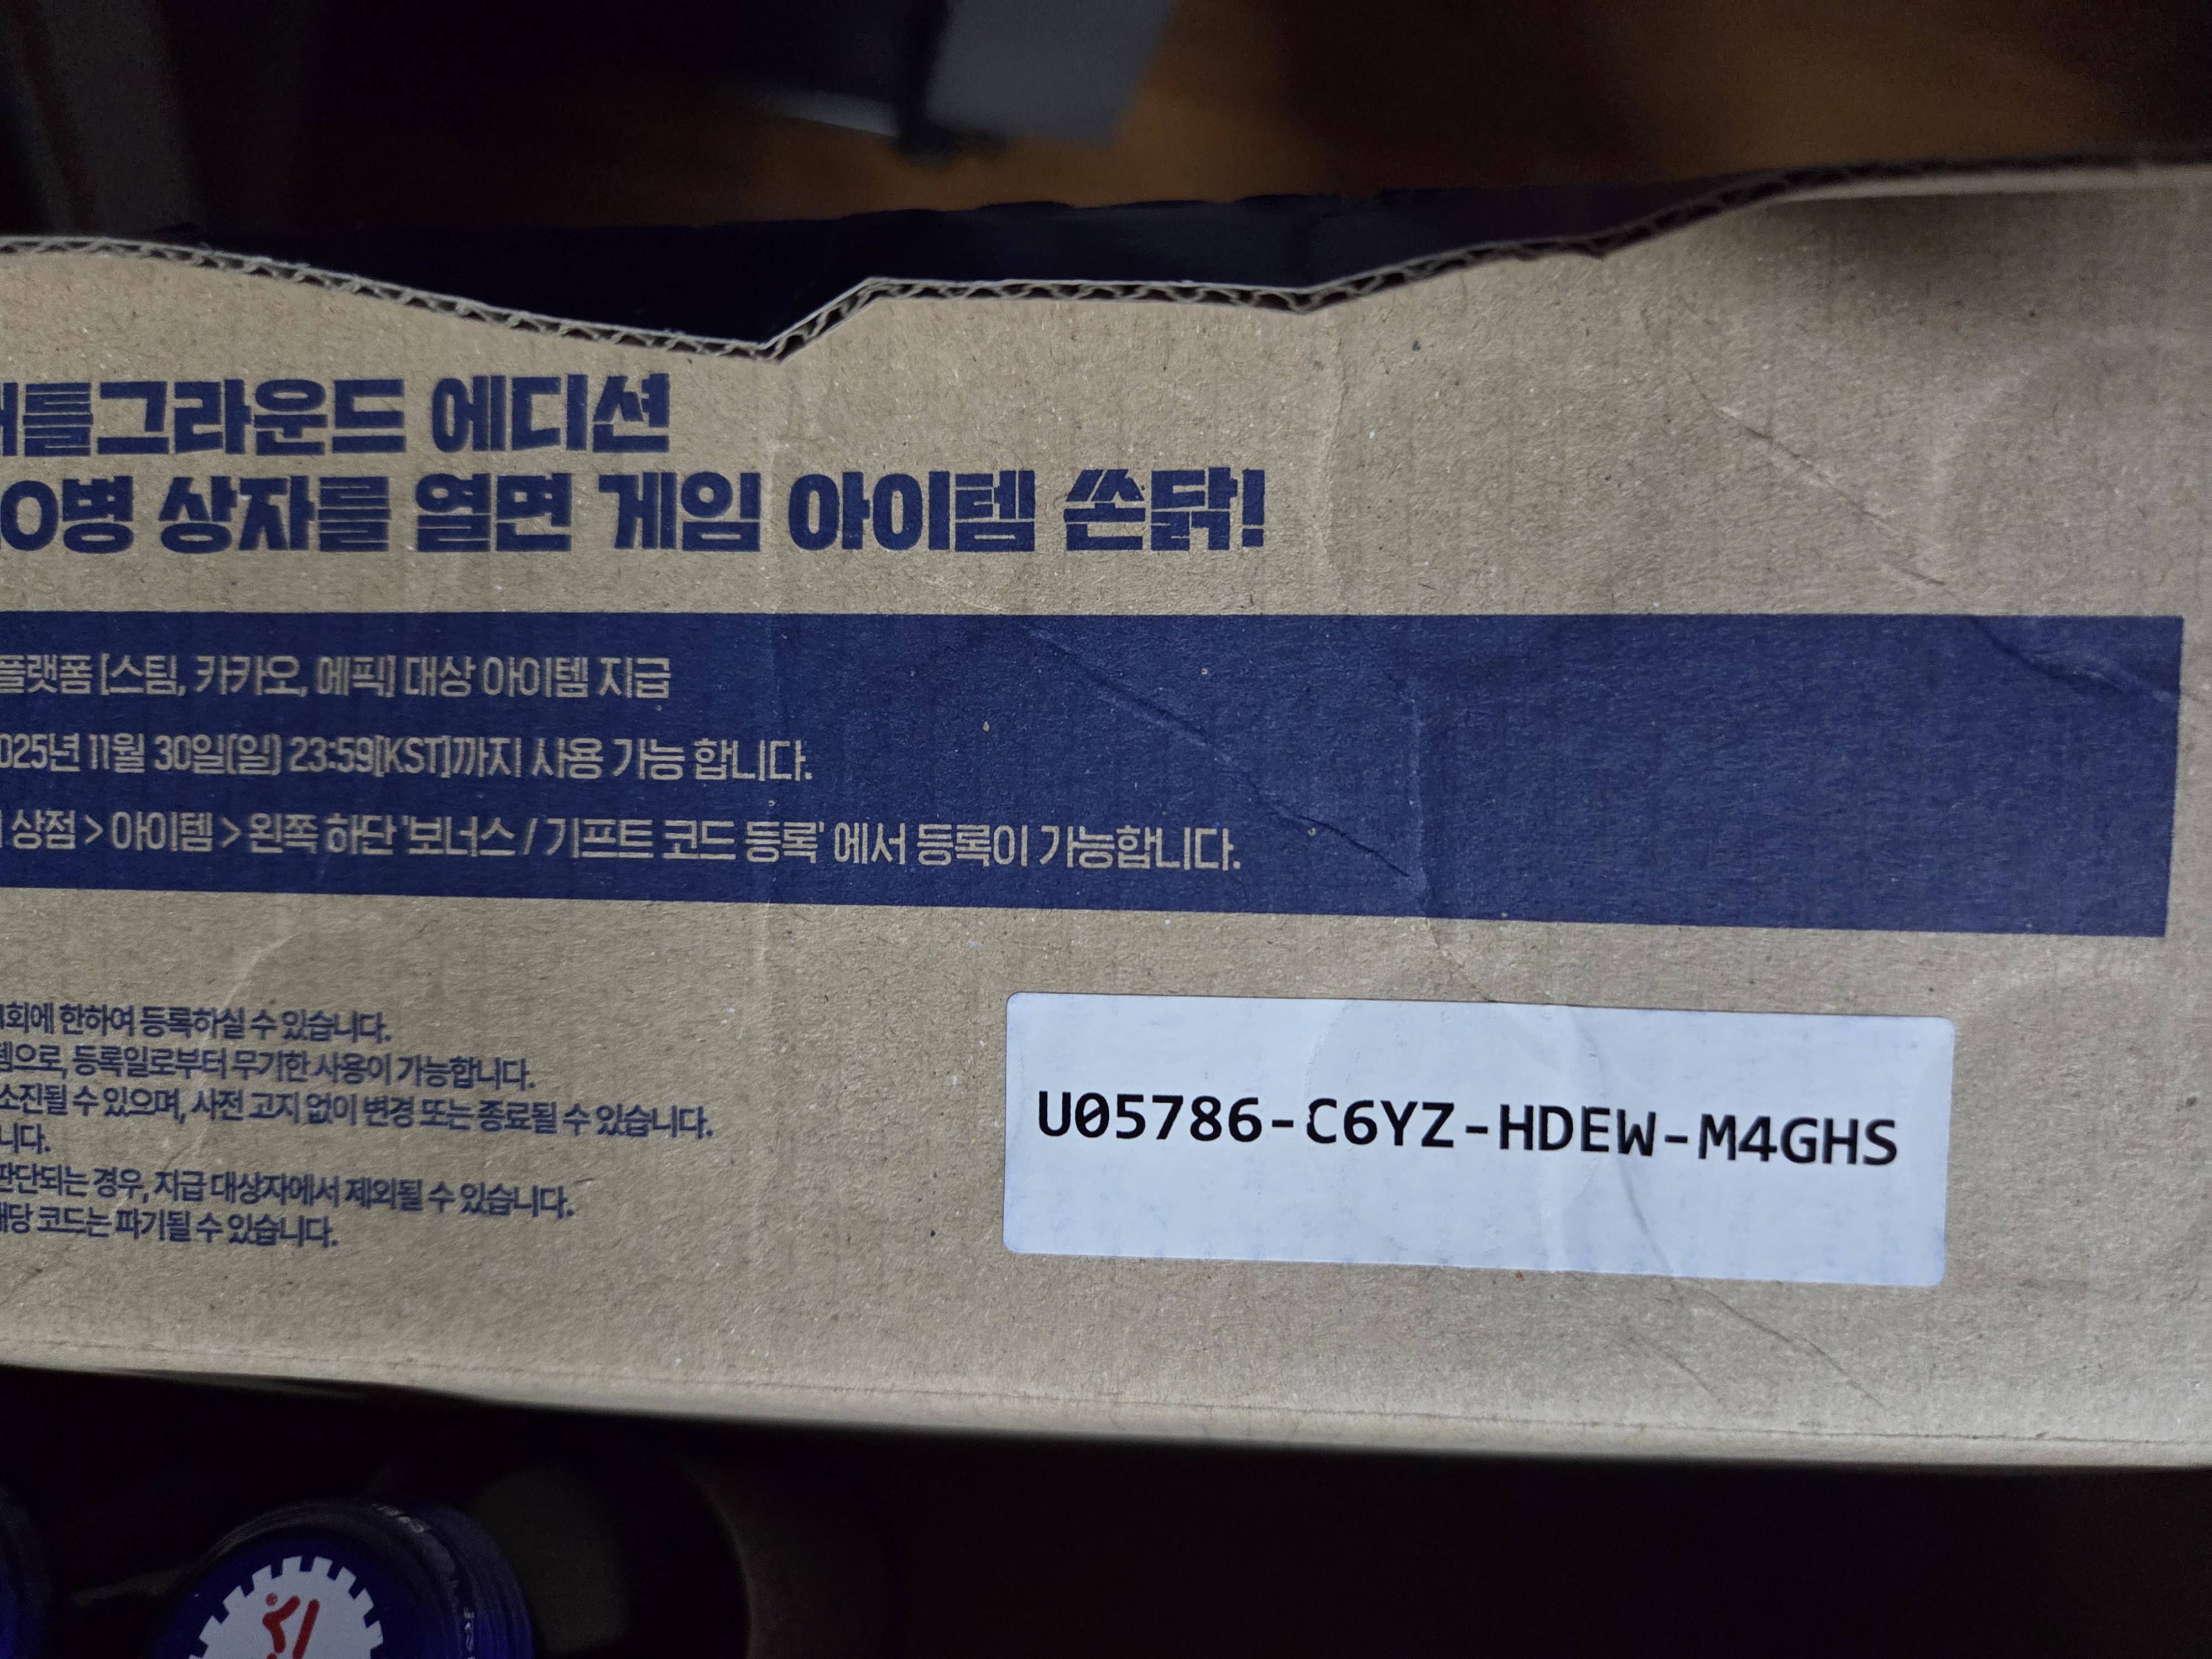 배틀그라운드 에디션
10병 상자를 열면 게임 아이템 쏜닭!
플랫폼 [스팀, 카카오, 에픽] 대상 아이템 지급
2025년 11월 30일(일) 23:59[KST]까지 사용 가능 합니다.
상점 > 아이템 > 왼쪽 하단 '보너스 / 기프트 코드 등록' 에서 등록이 가능합니다.
1회에 한하여 등록하실 수 있습니다.
등록일로부터 무기한 사용이 가능합니다.
소진될 수 있으며, 사전 고지 없이 변경 또는 종료될 수 있습니다.
니다.
판단되는 경우, 지급 대상자에서 제외될 수 있습니다.
해당 코드는 파기될 수 있습니다.
U05786-C6YZ-HDEW-M4GHS